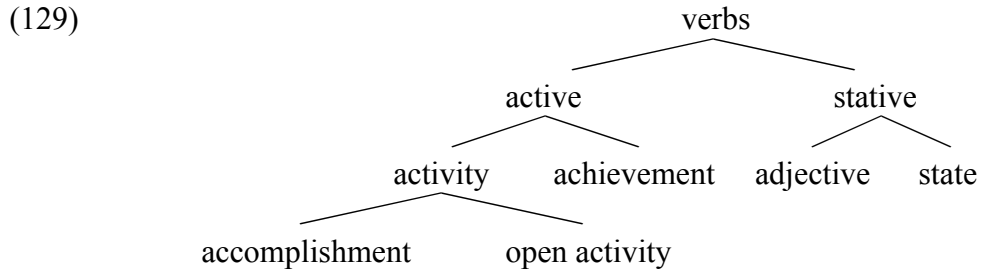 (129) verbs
active stative
activity achievement adjective state
accomplishment open activity